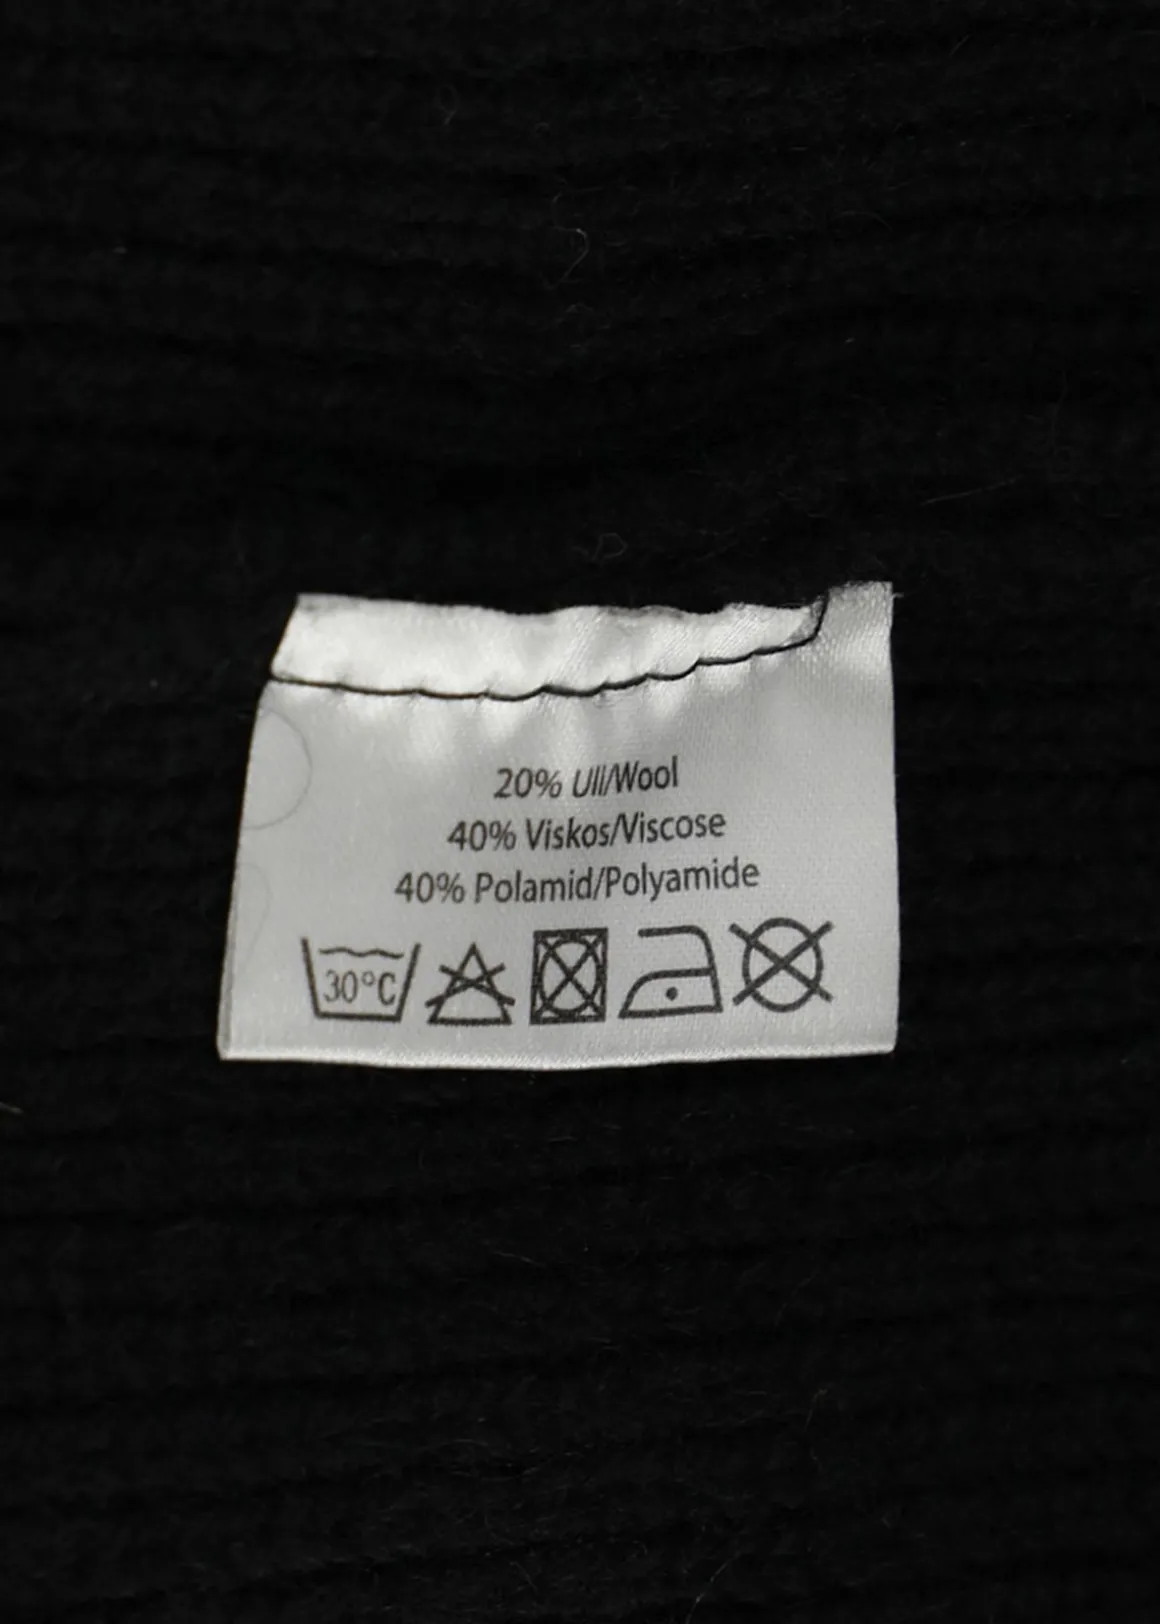 20% Ull/Wool
40% Viskos/Viscose
40% Polamid/Polyamide
30°C